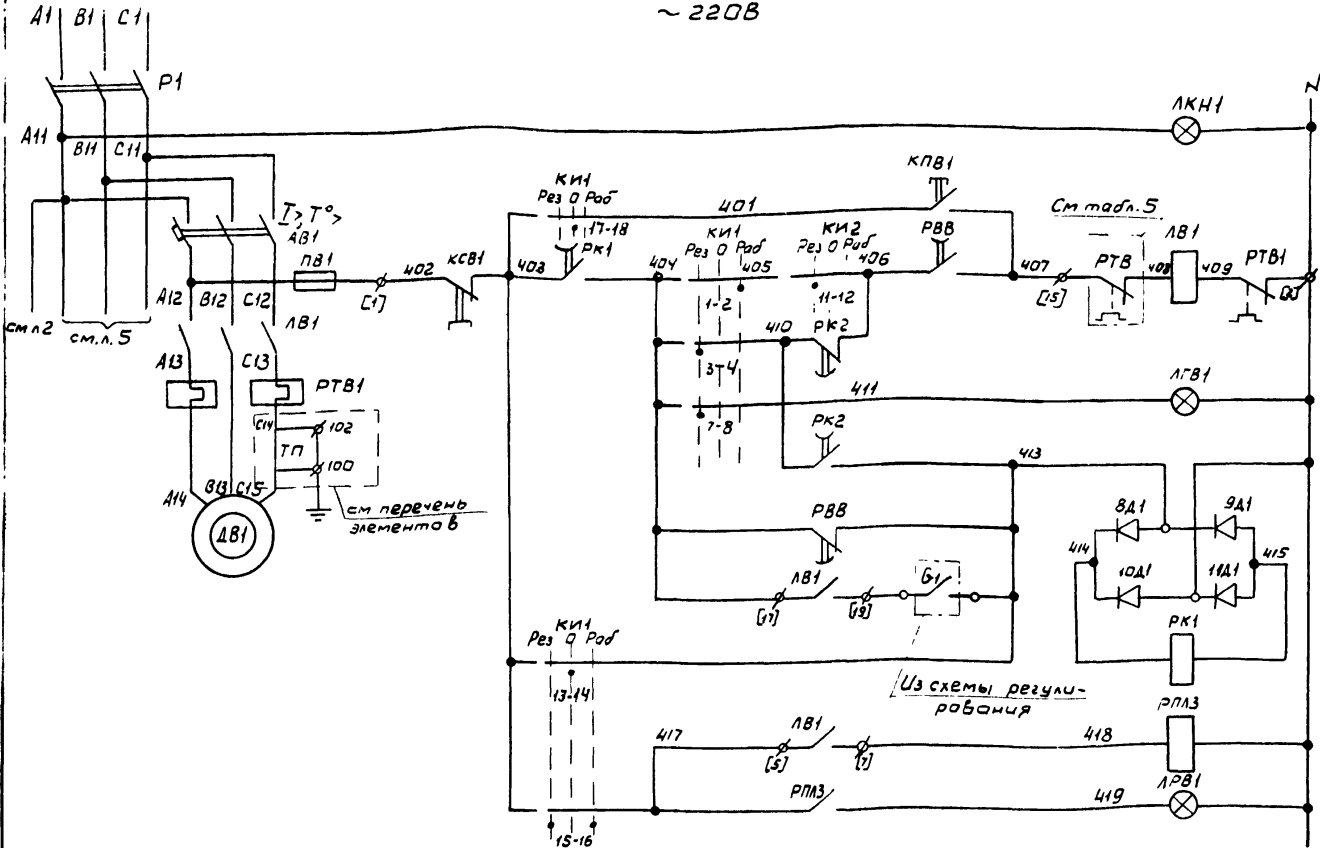 ~ 220В
А1 В1 С1
Р1
N
ЛКН1
А11 В11 С11
КПВ1
КИ1
Рез 0 Раб
401
17-18
См табл. 5
I> T°>
АВ1
КИ1
Рез 0 Раб
КИ2
Рез 0 Раб
РВВ
ЛВ1
ПВ1
402
КСВ1
403
РК1
404
405
406
407
РТВ
408
409
РТВ1
[1]
[15]
1-2
11-12
А12 В12 С12
см л2
см. л. 5
ЛВ1
410
РК2
3-4
А13 С13
РТВ1
411
ЛГВ1
7-8
С14
102
ТП
100
РК2
413
А14 В13 С15
см перечень
элементов
ДВ1
РВВ
8Д1
9Д1
414
415
ЛВ1
G1
10Д1
11Д1
[17]
[19]
КИ1
Рез 0 Раб
РК1
13-14
Из схемы регули-
рования
РПЛ3
417
ЛВ1
418
[5]
[7]
РПЛ3
419
ЛРВ1
15-16